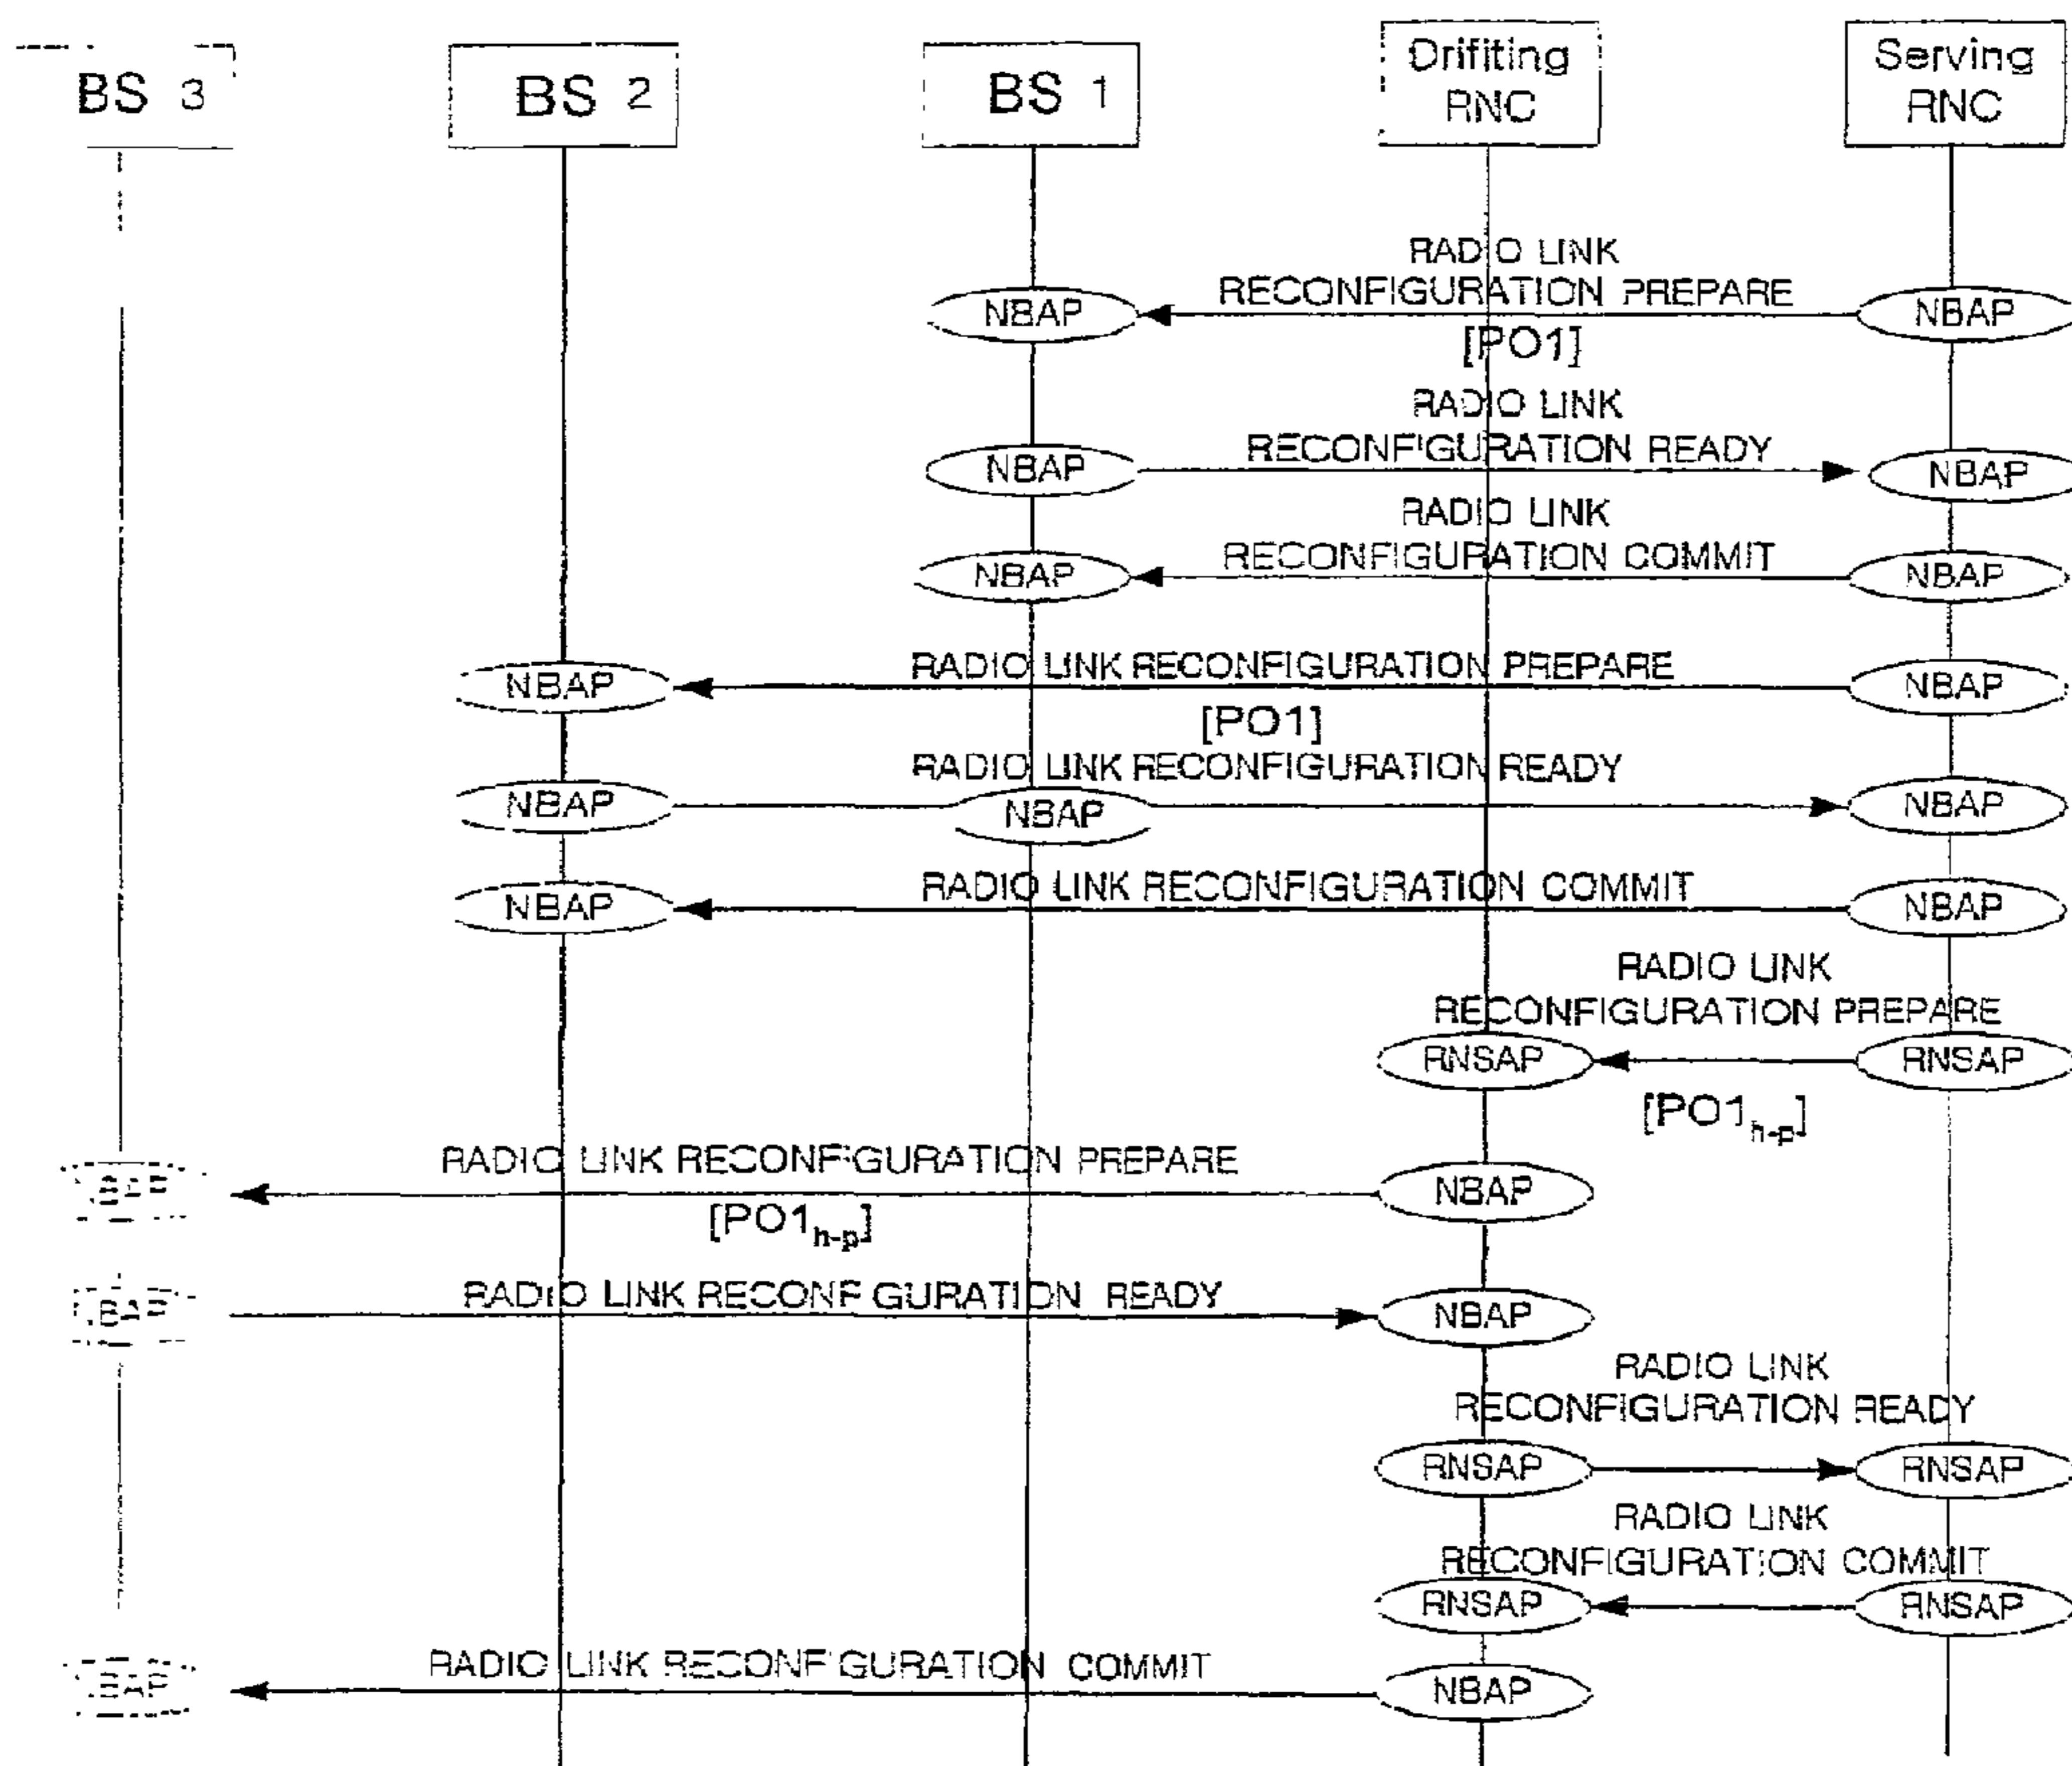 BS 3
BS 2
BS 1
Drifiting
RNC
Serving
RNC
RADIO LINK
RECONFIGURATION PREPARE
NBAP
NBAP
[PO1]
RADIO LINK
RECONFIGURATION READY
NBAP
NBAP
RADIO LINK
RECONFIGURATION COMMIT
NBAP
NBAP
RADIO LINK RECONFIGURATION PREPARE
NBAP
NBAP
[PO1]
RADIO LINK RECONFIGURATION READY
NBAP
NBAP
NBAP
RADIO LINK RECONFIGURATION COMMIT
NBAP
NBAP
RADIO LINK
RECONFIGURATION PREPARE
RNSAP
RNSAP
[PO1h-p]
RADIO LINK RECONFIGURATION PREPARE
NBAP
[PO1h-p]
RADIO LINK RECONFIGURATION READY
NBAP
RADIO LINK
RECONFIGURATION READY
RNSAP
RNSAP
RADIO LINK
RECONFIGURATION COMMIT
RNSAP
RNSAP
RADIO LINK RECONFIGURATION COMMIT
NBAP